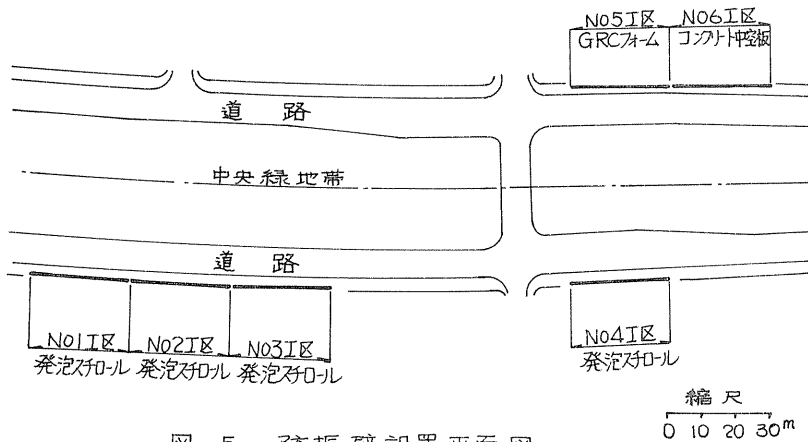 NO5工区 NO6工区
GRCフォーム コンクリート中空板
道 路
中央緑地帯
道 路
NO1工区 NO2工区 NO3工区 NO4工区
発泡スチロール 発泡スチロール 発泡スチロール 発泡スチロール
縮尺
0 10 20 30m